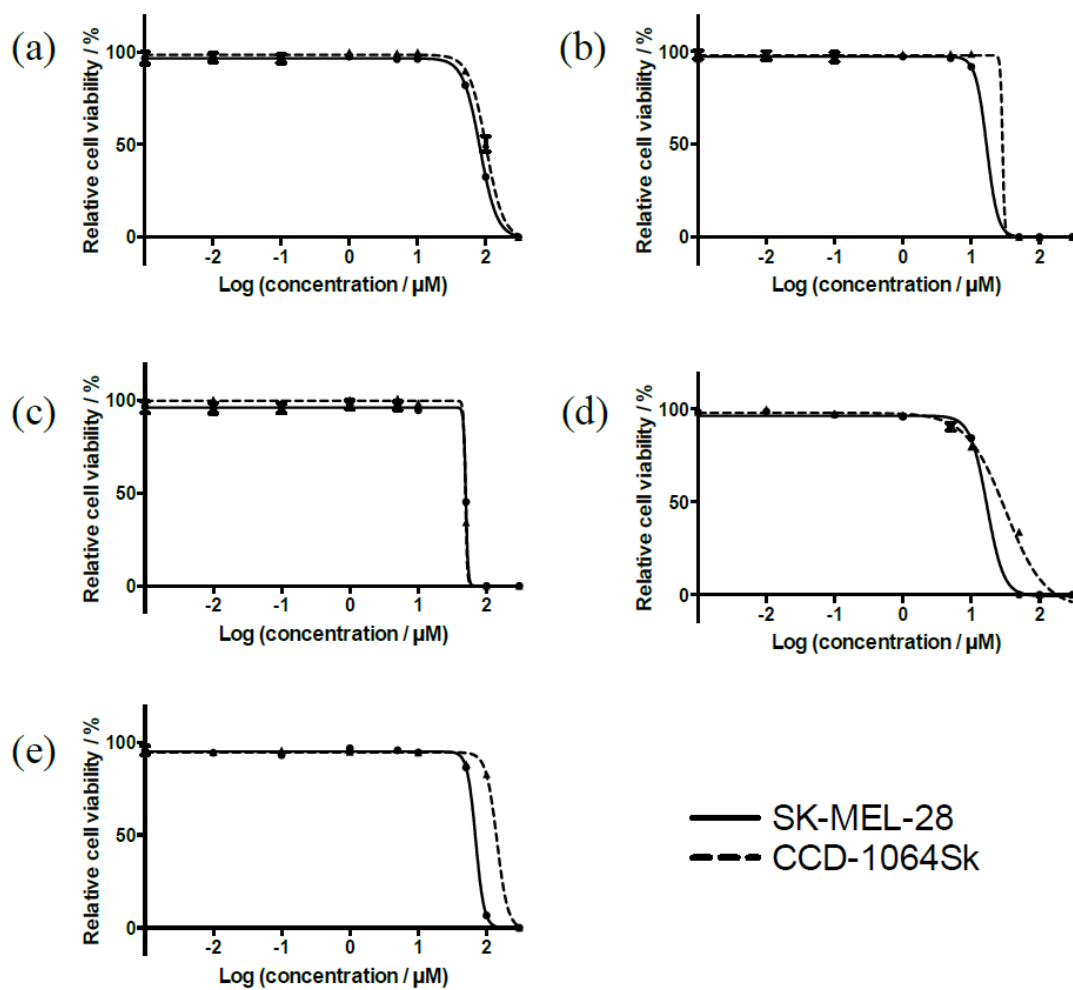 (a)
Relative cell viability / %
100
50
0
-2 -1 0 1 2
Log (concentration / µM)
(b)
Relative cell viability / %
100
50
0
-2 -1 0 1 2
Log (concentration / µM)
(c)
Relative cell viability / %
100
50
0
-2 -1 0 1 2
Log (concentration / µM)
(d)
Relative cell viability / %
100
50
0
-2 -1 0 1 2
Log (concentration / µM)
(e)
Relative cell viability / %
100
50
0
-2 -1 0 1 2
Log (concentration / µM)
SK-MEL-28
CCD-1064Sk